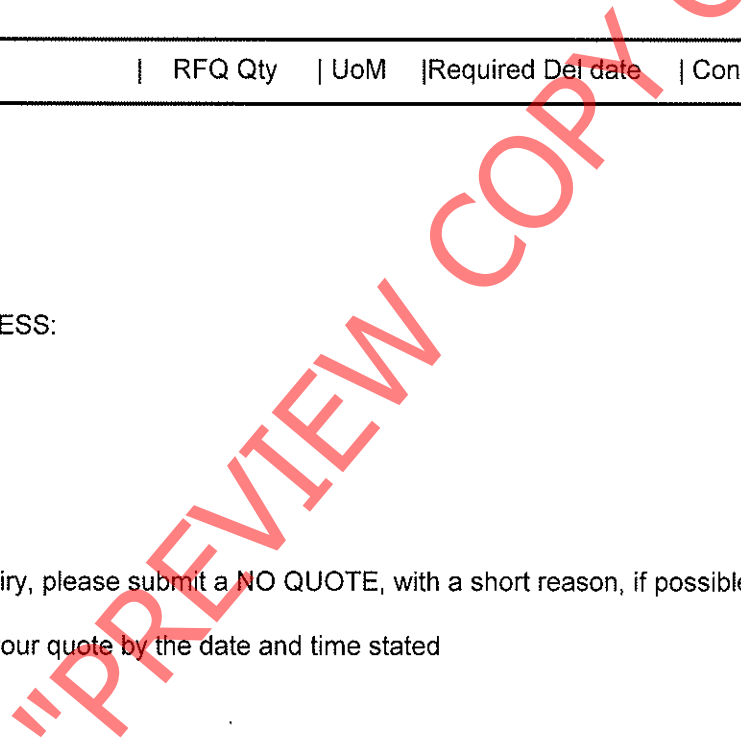 | RFQ Qty | UoM |Required Del date | Con
ESS:
iry, please submit a NO QUOTE, with a short reason, if possible
our quote by the date and time stated
"PREVIEW COPY